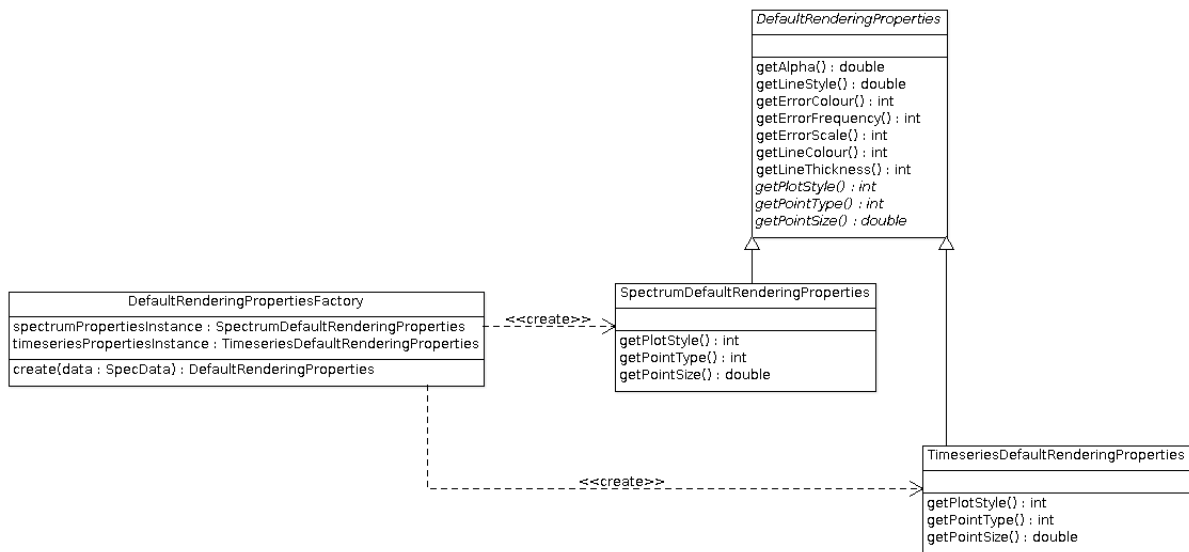 DefaultRenderingProperties
getAlpha() : double
getLineStyle() : double
getErrorColour() : int
getErrorFrequency() : int
getErrorScale() : int
getLineColour() : int
getLineThickness() : int
getPlotStyle() : int
getPointType() : int
getPointSize() : double
DefaultRenderingPropertiesFactory
spectrumPropertiesInstance : SpectrumDefaultRenderingProperties
timeseriesPropertiesInstance : TimeseriesDefaultRenderingProperties
create(data : SpecData) : DefaultRenderingProperties
<<create>>
SpectrumDefaultRenderingProperties
getPlotStyle() : int
getPointType() : int
getPointSize() : double
<<create>>
TimeseriesDefaultRenderingProperties
getPlotStyle() : int
getPointType() : int
getPointSize() : double